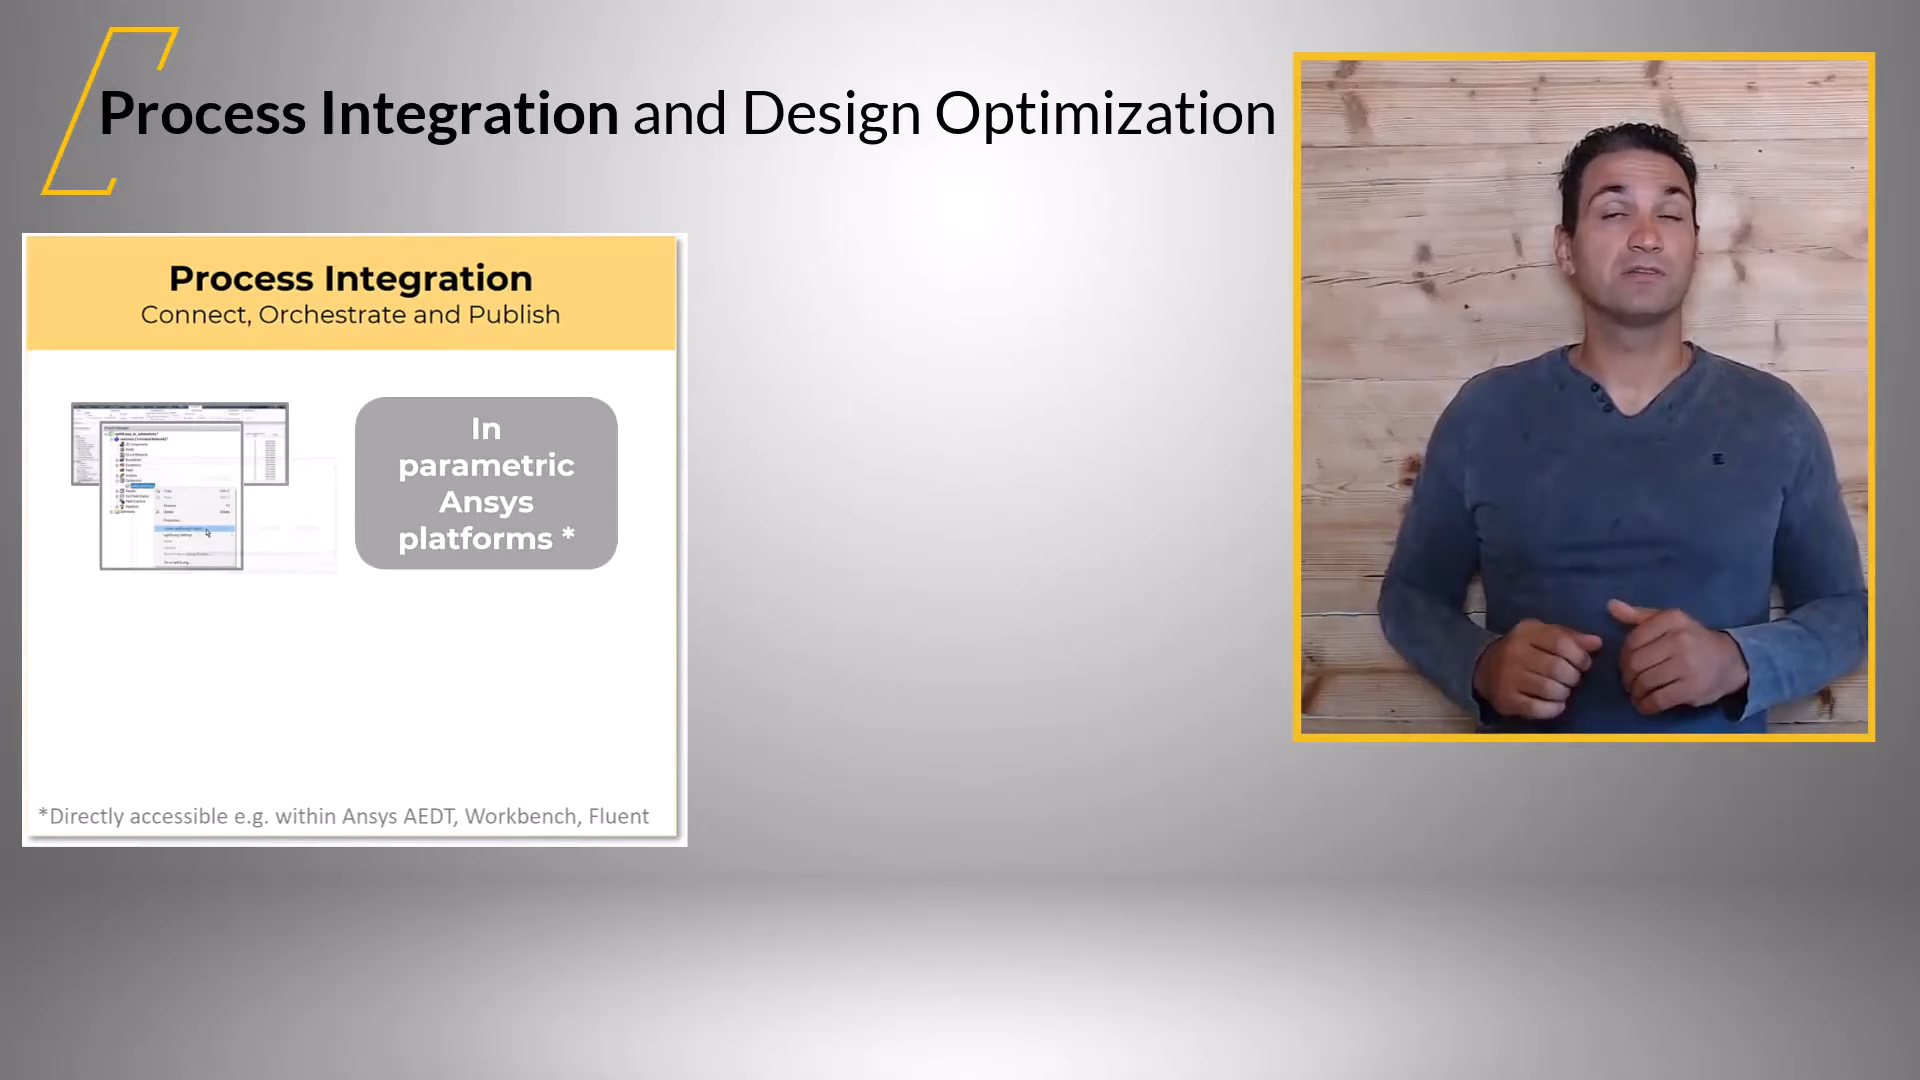 Process Integration and Design Optimization
Process Integration
Connect, Orchestrate and Publish
In
parametric
Ansys
platforms *
*Directly accessible e.g. within Ansys AEDT, Workbench, Fluent